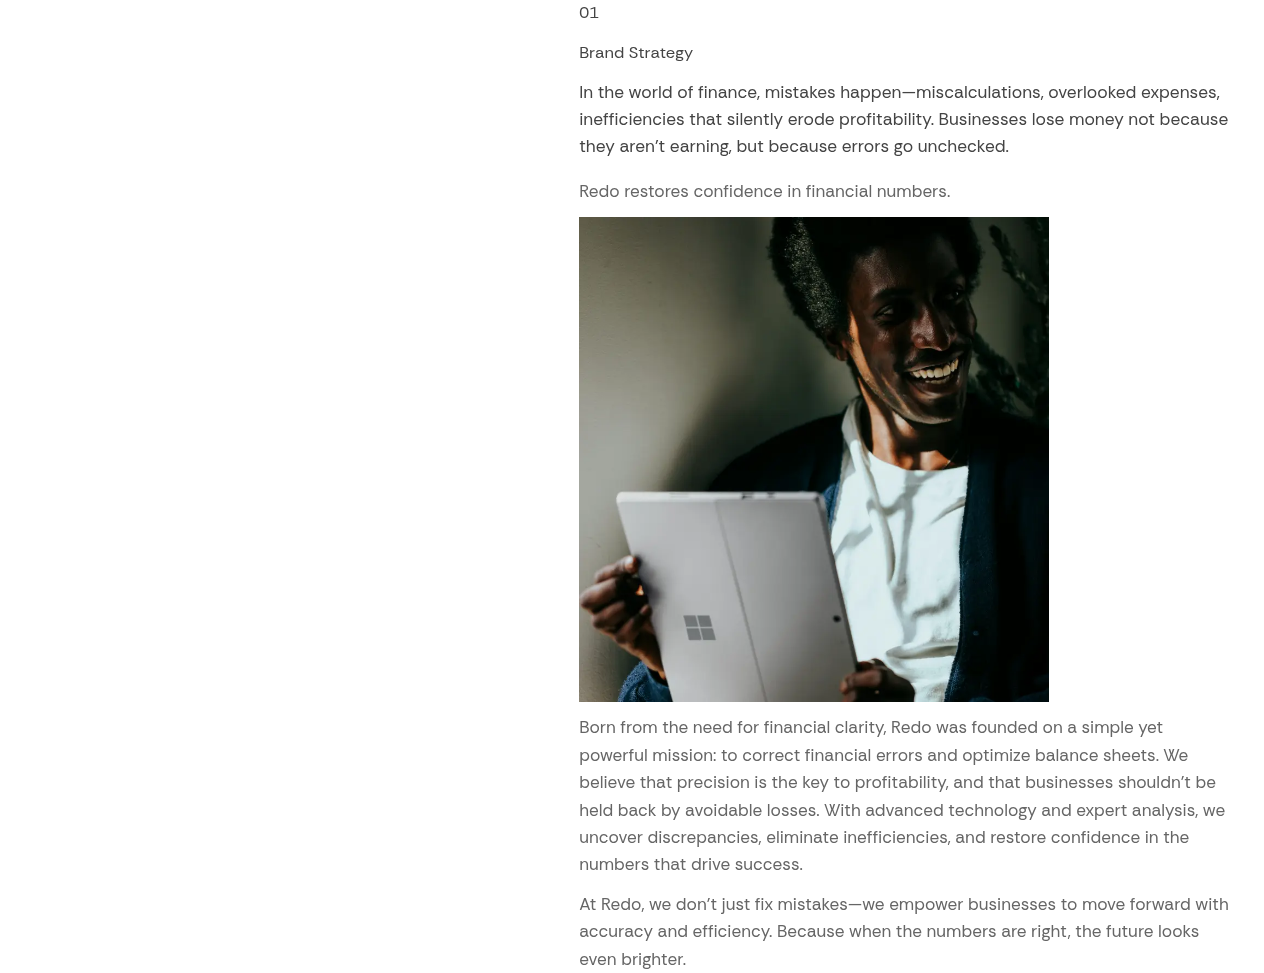 01
Brand Strategy
In the world of finance, mistakes happen—miscalculations, overlooked expenses,
inefficiencies that silently erode profitability. Businesses lose money not because
they aren’t earning, but because errors go unchecked.
Redo restores confidence in financial numbers.
Born from the need for financial clarity, Redo was founded on a simple yet
powerful mission: to correct financial errors and optimize balance sheets. We
believe that precision is the key to profitability, and that businesses shouldn’t be
held back by avoidable losses. With advanced technology and expert analysis, we
uncover discrepancies, eliminate inefficiencies, and restore confidence in the
numbers that drive success.
At Redo, we don’t just fix mistakes—we empower businesses to move forward with
accuracy and efficiency. Because when the numbers are right, the future looks
even brighter.